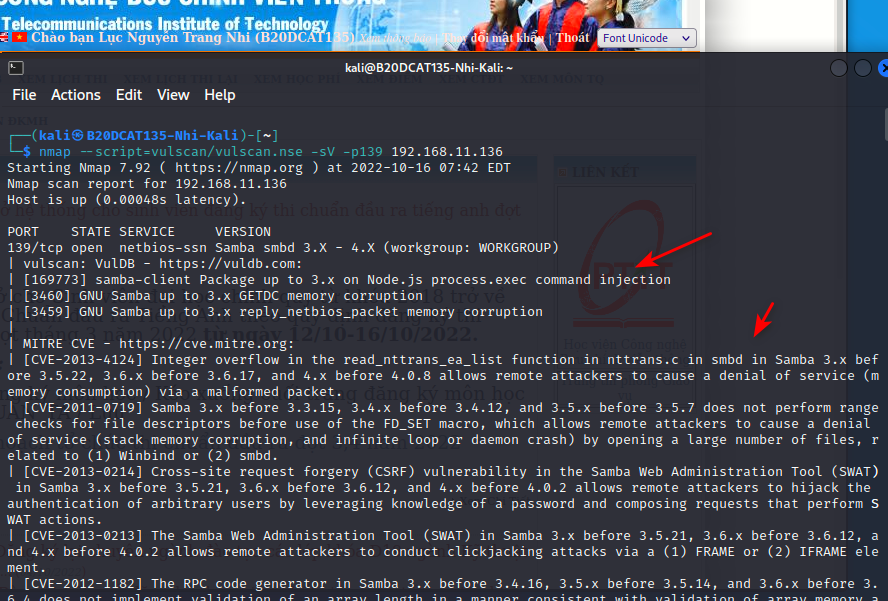 CÔNG NGHỆ BƯU CHÍNH VIỄN THÔNG
Telecommunications Institute of Technology
Chào bạn Lục Nguyễn Trang Nhi (B20DCAT135) | Thay đổi mật khẩu | Thoát Font Unicode
kali@B20DCAT135-Nhi-Kali: ~
File Actions Edit View Help
┌──(kali㉿B20DCAT135-Nhi-Kali)-[~]
└─$ nmap --script=vulscan/vulscan.nse -sV -p139 192.168.11.136
Starting Nmap 7.92 ( https://nmap.org ) at 2022-10-16 07:42 EDT
Nmap scan report for 192.168.11.136
Host is up (0.00048s latency).
PORT STATE SERVICE VERSION
139/tcp open netbios-ssn Samba smbd 3.X - 4.X (workgroup: WORKGROUP)
| vulscan: VulDB - https://vuldb.com:
| [169773] samba-client Package up to 3.x on Node.js process.exec command injection
| [3460] GNU Samba up to 3.x GETDC memory corruption
| [3459] GNU Samba up to 3.x reply_netbios_packet memory corruption
|
| MITRE CVE - https://cve.mitre.org:
| [CVE-2013-4124] Integer overflow in the read_nttrans_ea_list function in nttrans.c in smbd in Samba 3.x bef
ore 3.5.22, 3.6.x before 3.6.17, and 4.x before 4.0.8 allows remote attackers to cause a denial of service (m
emory consumption) via a malformed packet.
| [CVE-2011-0719] Samba 3.x before 3.3.15, 3.4.x before 3.4.12, and 3.5.x before 3.5.7 does not perform range
checks for file descriptors before use of the FD_SET macro, which allows remote attackers to cause a denial
of service (stack memory corruption, and infinite loop or daemon crash) by opening a large number of files, r
elated to (1) Winbind or (2) smbd.
| [CVE-2013-0214] Cross-site request forgery (CSRF) vulnerability in the Samba Web Administration Tool (SWAT)
in Samba 3.x before 3.5.21, 3.6.x before 3.6.12, and 4.x before 4.0.2 allows remote attackers to hijack the
authentication of arbitrary users by leveraging knowledge of a password and composing requests that perform S
WAT actions.
| [CVE-2013-0213] The Samba Web Administration Tool (SWAT) in Samba 3.x before 3.5.21, 3.6.x before 3.6.12, a
nd 4.x before 4.0.2 allows remote attackers to conduct clickjacking attacks via a (1) FRAME or (2) IFRAME ele
ment.
| [CVE-2012-1182] The RPC code generator in Samba 3.x before 3.4.16, 3.5.x before 3.5.14, and 3.6.x before 3.
6.4 does not implement validation of an array length in a manner consistent with validation of array memory a